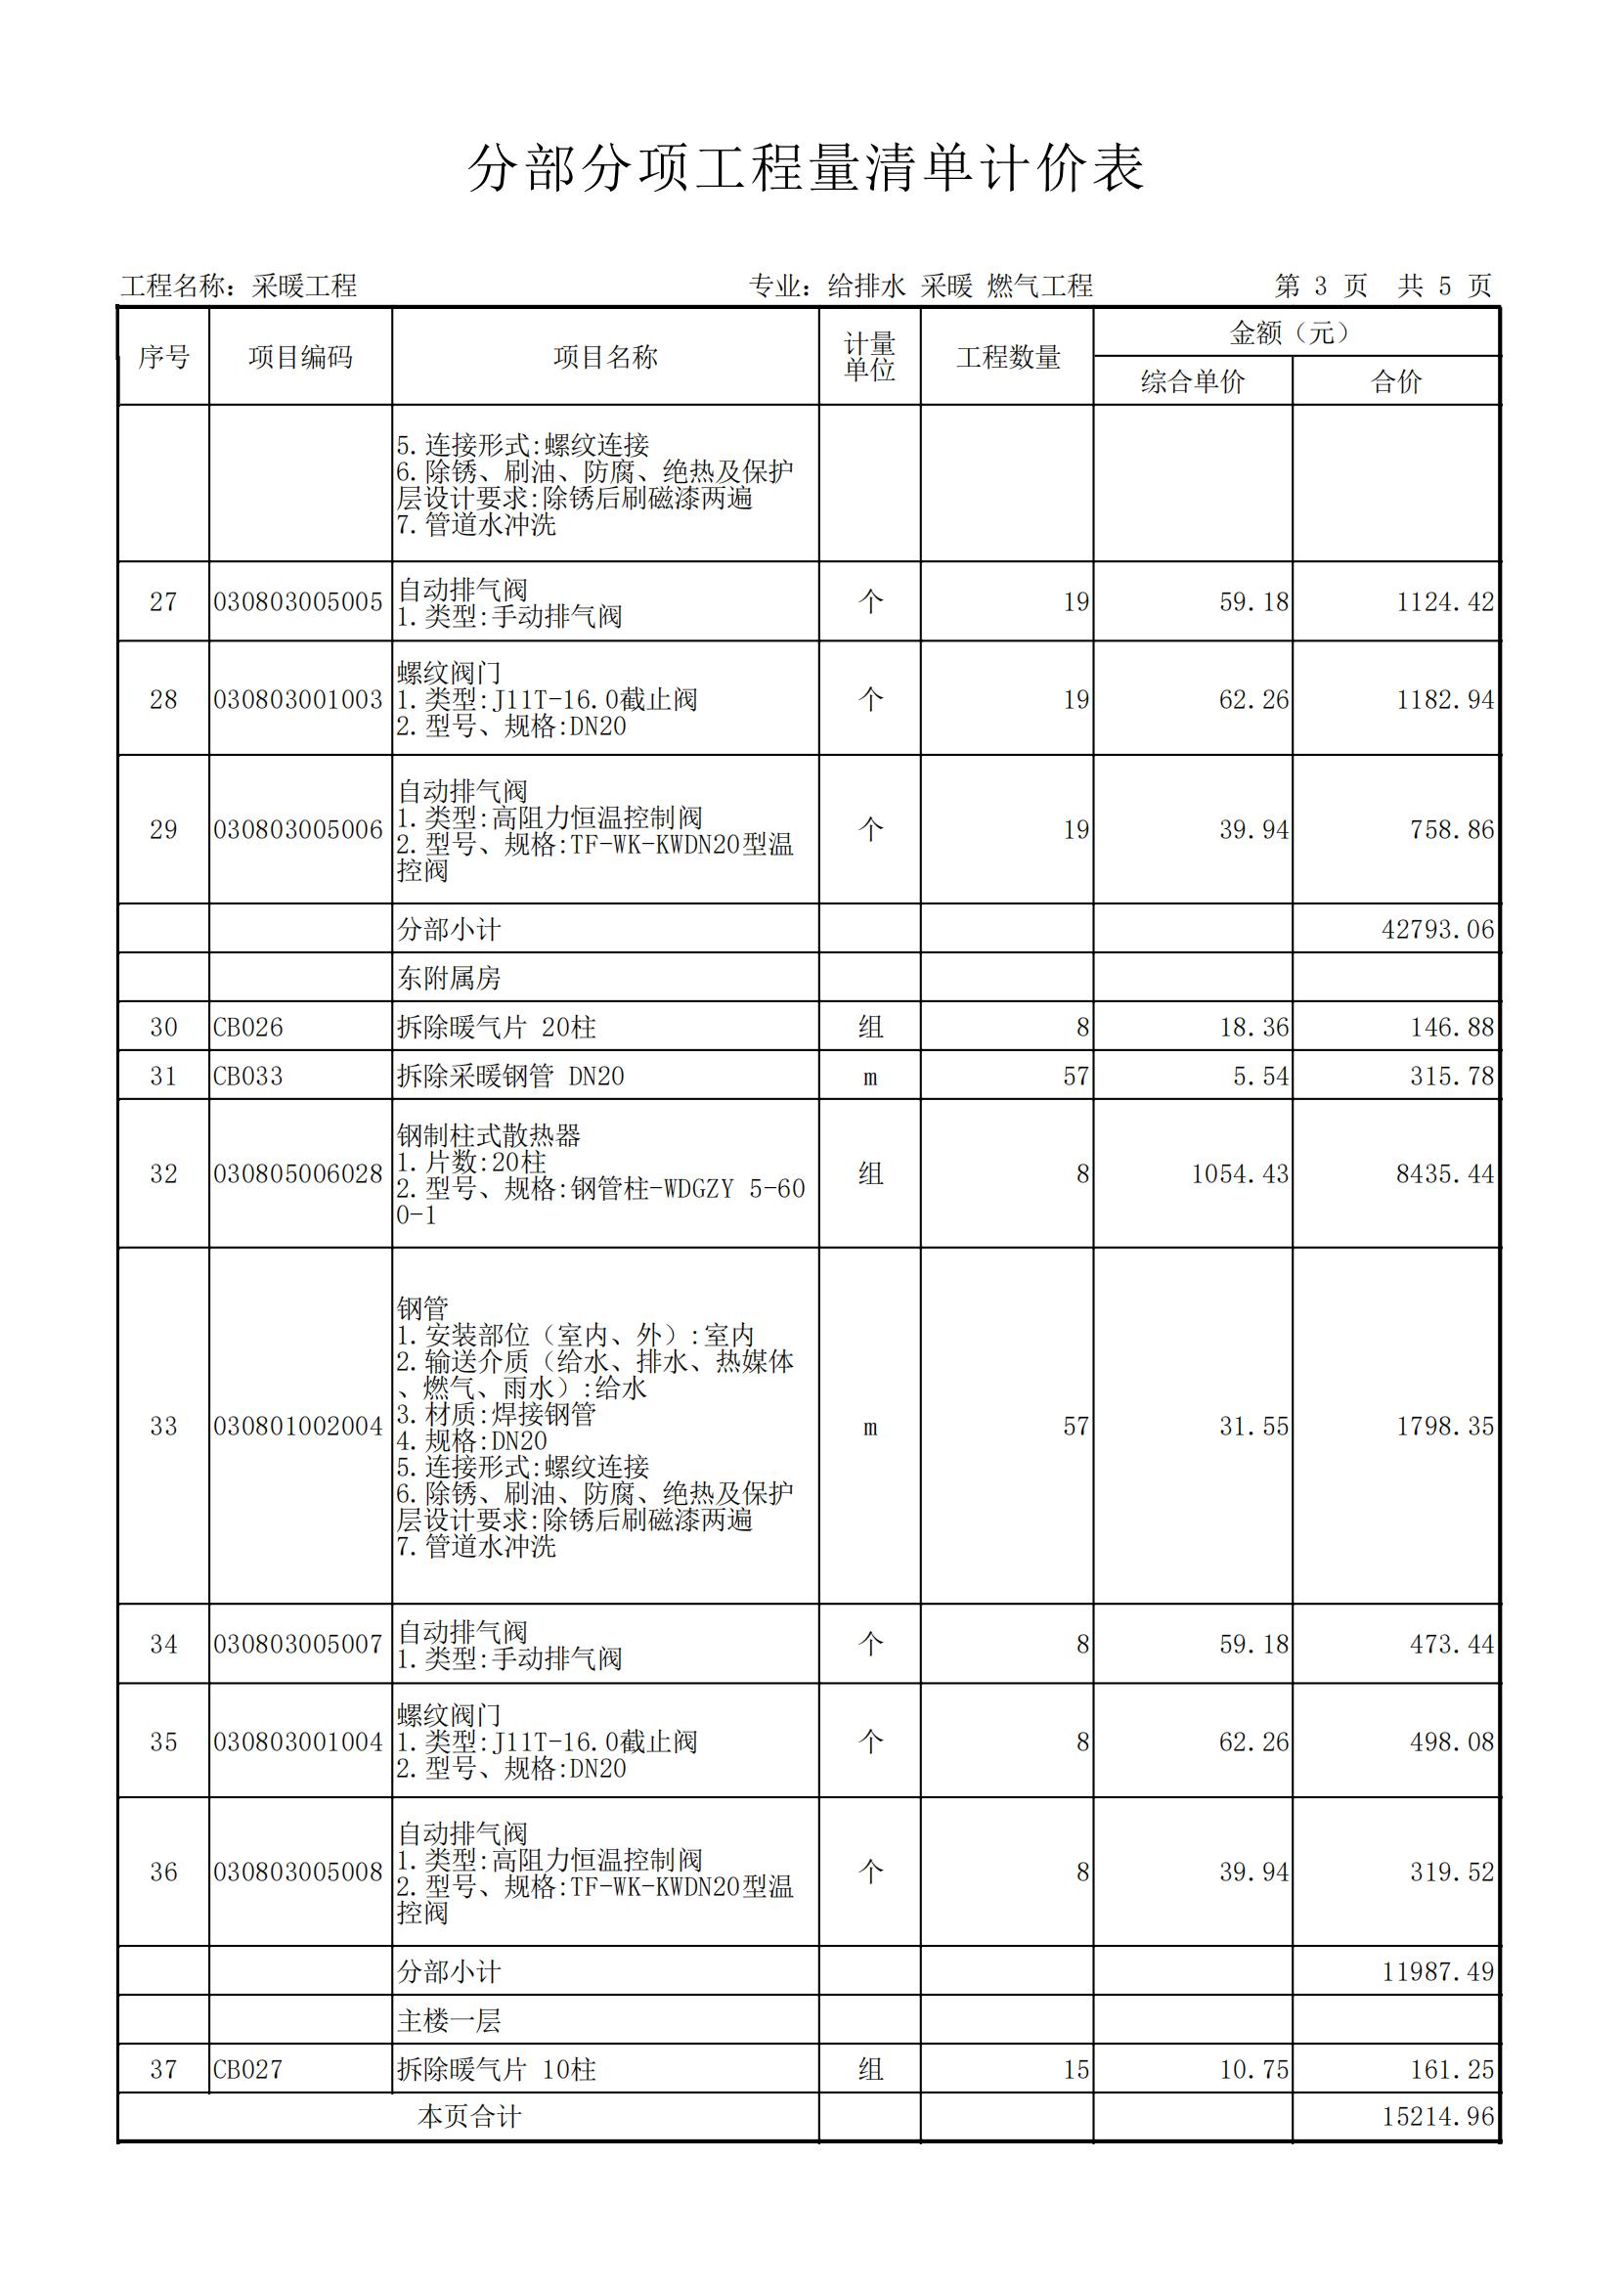 分部分项工程量清单计价表
工程名称：采暖工程 专业：给排水 采暖 燃气工程 第 3 页 共 5 页
序号 项目编码 项目名称 计量单位 工程数量 金额（元）
综合单价 合价
5.连接形式:螺纹连接
6.除锈、刷油、防腐、绝热及保护
层设计要求:除锈后刷磁漆两遍
7.管道水冲洗
27 030803005005 自动排气阀
1.类型:手动排气阀 个 19 59.18 1124.42
28 030803001003 螺纹阀门
1.类型:J11T-16.0截止阀
2.型号、规格:DN20 个 19 62.26 1182.94
29 030803005006 自动排气阀
1.类型:高阻力恒温控制阀
2.型号、规格:TF-WK-KWDN20型温
控阀 个 19 39.94 758.86
分部小计 42793.06
东附属房
30 CB026 拆除暖气片 20柱 组 8 18.36 146.88
31 CB033 拆除采暖钢管 DN20 m 57 5.54 315.78
32 030805006028 钢制柱式散热器
1.片数:20柱
2.型号、规格:钢管柱-WDGZY 5-60
0-1 组 8 1054.43 8435.44
33 030801002004 钢管
1.安装部位（室内、外）:室内
2.输送介质（给水、排水、热媒体
、燃气、雨水）:给水
3.材质:焊接钢管
4.规格:DN20
5.连接形式:螺纹连接
6.除锈、刷油、防腐、绝热及保护
层设计要求:除锈后刷磁漆两遍
7.管道水冲洗 m 57 31.55 1798.35
34 030803005007 自动排气阀
1.类型:手动排气阀 个 8 59.18 473.44
35 030803001004 螺纹阀门
1.类型:J11T-16.0截止阀
2.型号、规格:DN20 个 8 62.26 498.08
36 030803005008 自动排气阀
1.类型:高阻力恒温控制阀
2.型号、规格:TF-WK-KWDN20型温
控阀 个 8 39.94 319.52
分部小计 11987.49
主楼一层
37 CB027 拆除暖气片 10柱 组 15 10.75 161.25
本页合计 15214.96